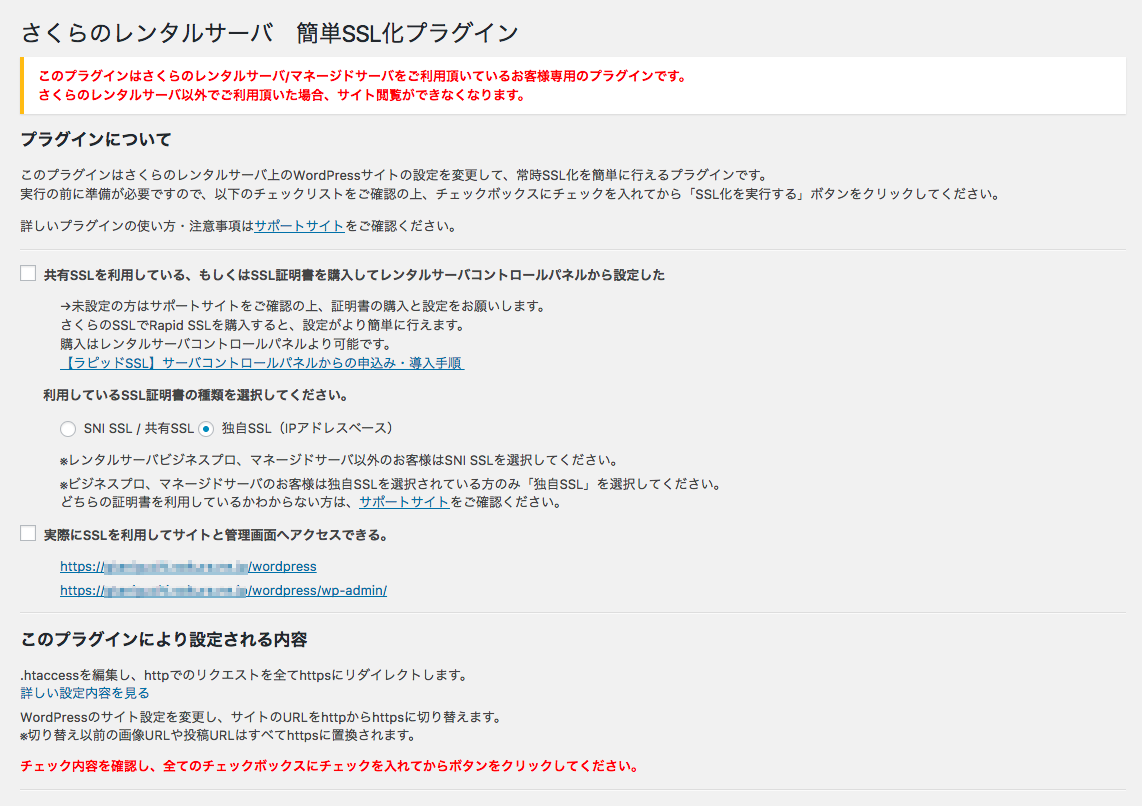 さくらのレンタルサーバ　簡単SSL化プラグイン
このプラグインはさくらのレンタルサーバ/マネージドサーバをご利用頂いているお客様専用のプラグインです。
さくらのレンタルサーバ以外でご利用頂いた場合、サイト閲覧ができなくなります。
プラグインについて
このプラグインはさくらのレンタルサーバ上のWordPressサイトの設定を変更して、常時SSL化を簡単に行えるプラグインです。
実行の前に準備が必要ですので、以下のチェックリストをご確認の上、チェックボックスにチェックを入れてから「SSL化を実行する」ボタンをクリックしてください。
詳しいプラグインの使い方・注意事項はサポートサイトをご確認ください。
共有SSLを利用している、もしくはSSL証明書を購入してレンタルサーバコントロールパネルから設定した
→未設定の方はサポートサイトをご確認の上、証明書の購入と設定をお願いします。
さくらのSSLでRapid SSLを購入すると、設定がより簡単に行えます。
購入はレンタルサーバコントロールパネルより可能です。
【ラピッドSSL】サーバコントロールパネルからの申込み・導入手順
利用しているSSL証明書の種類を選択してください。
SNI SSL / 共有SSL 独自SSL（IPアドレスベース）
※レンタルサーバビジネスプロ、マネージドサーバ以外のお客様はSNI SSLを選択してください。
※ビジネスプロ、マネージドサーバのお客様は独自SSLを選択されている方のみ「独自SSL」を選択してください。
どちらの証明書を利用しているかわからない方は、サポートサイトをご確認ください。
実際にSSLを利用してサイトと管理画面へアクセスできる。
https:///wordpress
https:///wordpress/wp-admin/
このプラグインにより設定される内容
.htaccessを編集し、httpでのリクエストを全てhttpsにリダイレクトします。
詳しい設定内容を見る
WordPressのサイト設定を変更し、サイトのURLをhttpからhttpsに切り替えます。
※切り替え以前の画像URLや投稿URLはすべてhttpsに置換されます。
チェック内容を確認し、全てのチェックボックスにチェックを入れてからボタンをクリックしてください。